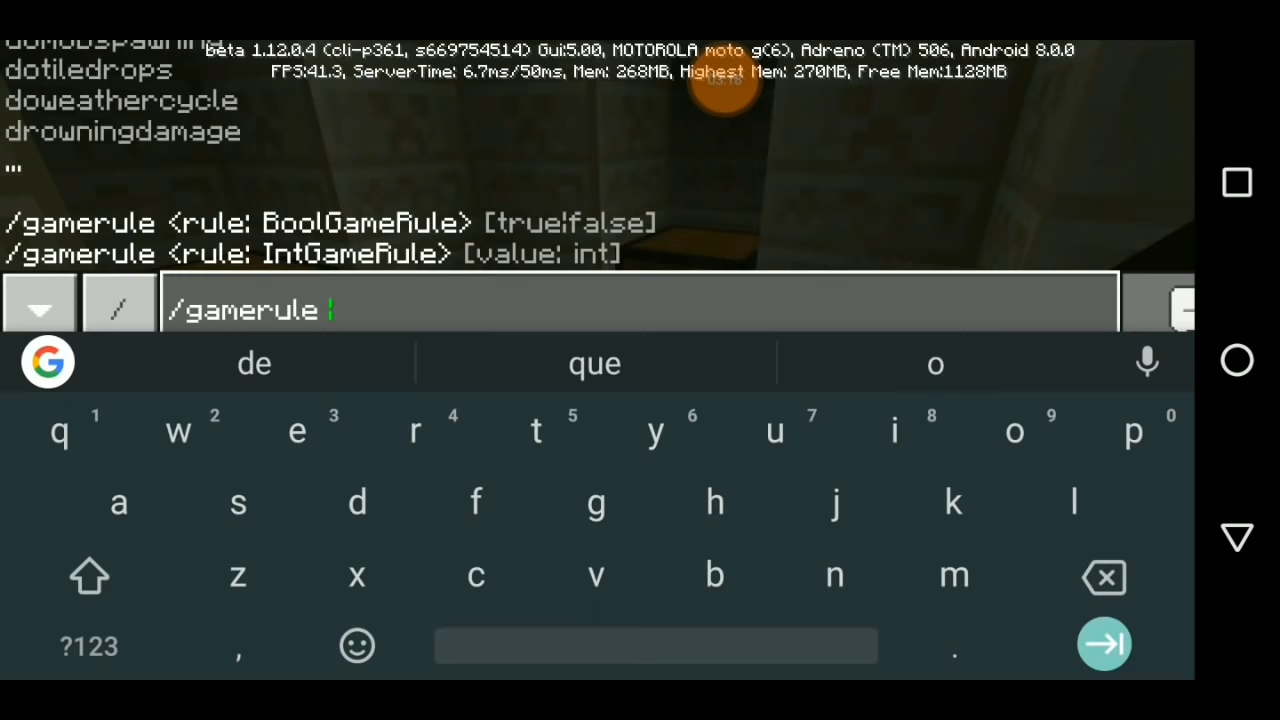 domobspawning
beta 1.12.0.4 (cli-p361, s669754514) Gui:5.00, MOTOROLA moto g(6), Adreno (TM) 506, Android 8.0.0
dotiledrops
FPS:41.3, ServerTime: 6.7ms/50ms, Mem: 268MB, Highest Mem: 270MB, Free Mem:1128MB
03:18
doweathercycle
drowningdamage
...
/gamerule <rule: BoolGameRule> [true|false]
/gamerule <rule: IntGameRule> [value: int]
/ /gamerule
G de que o
q 1 w 2 e 3 r 4 t 5 y 6 u 7 i 8 o 9 p 0
a s d f g h j k l
z x c v b n m
?123 , .